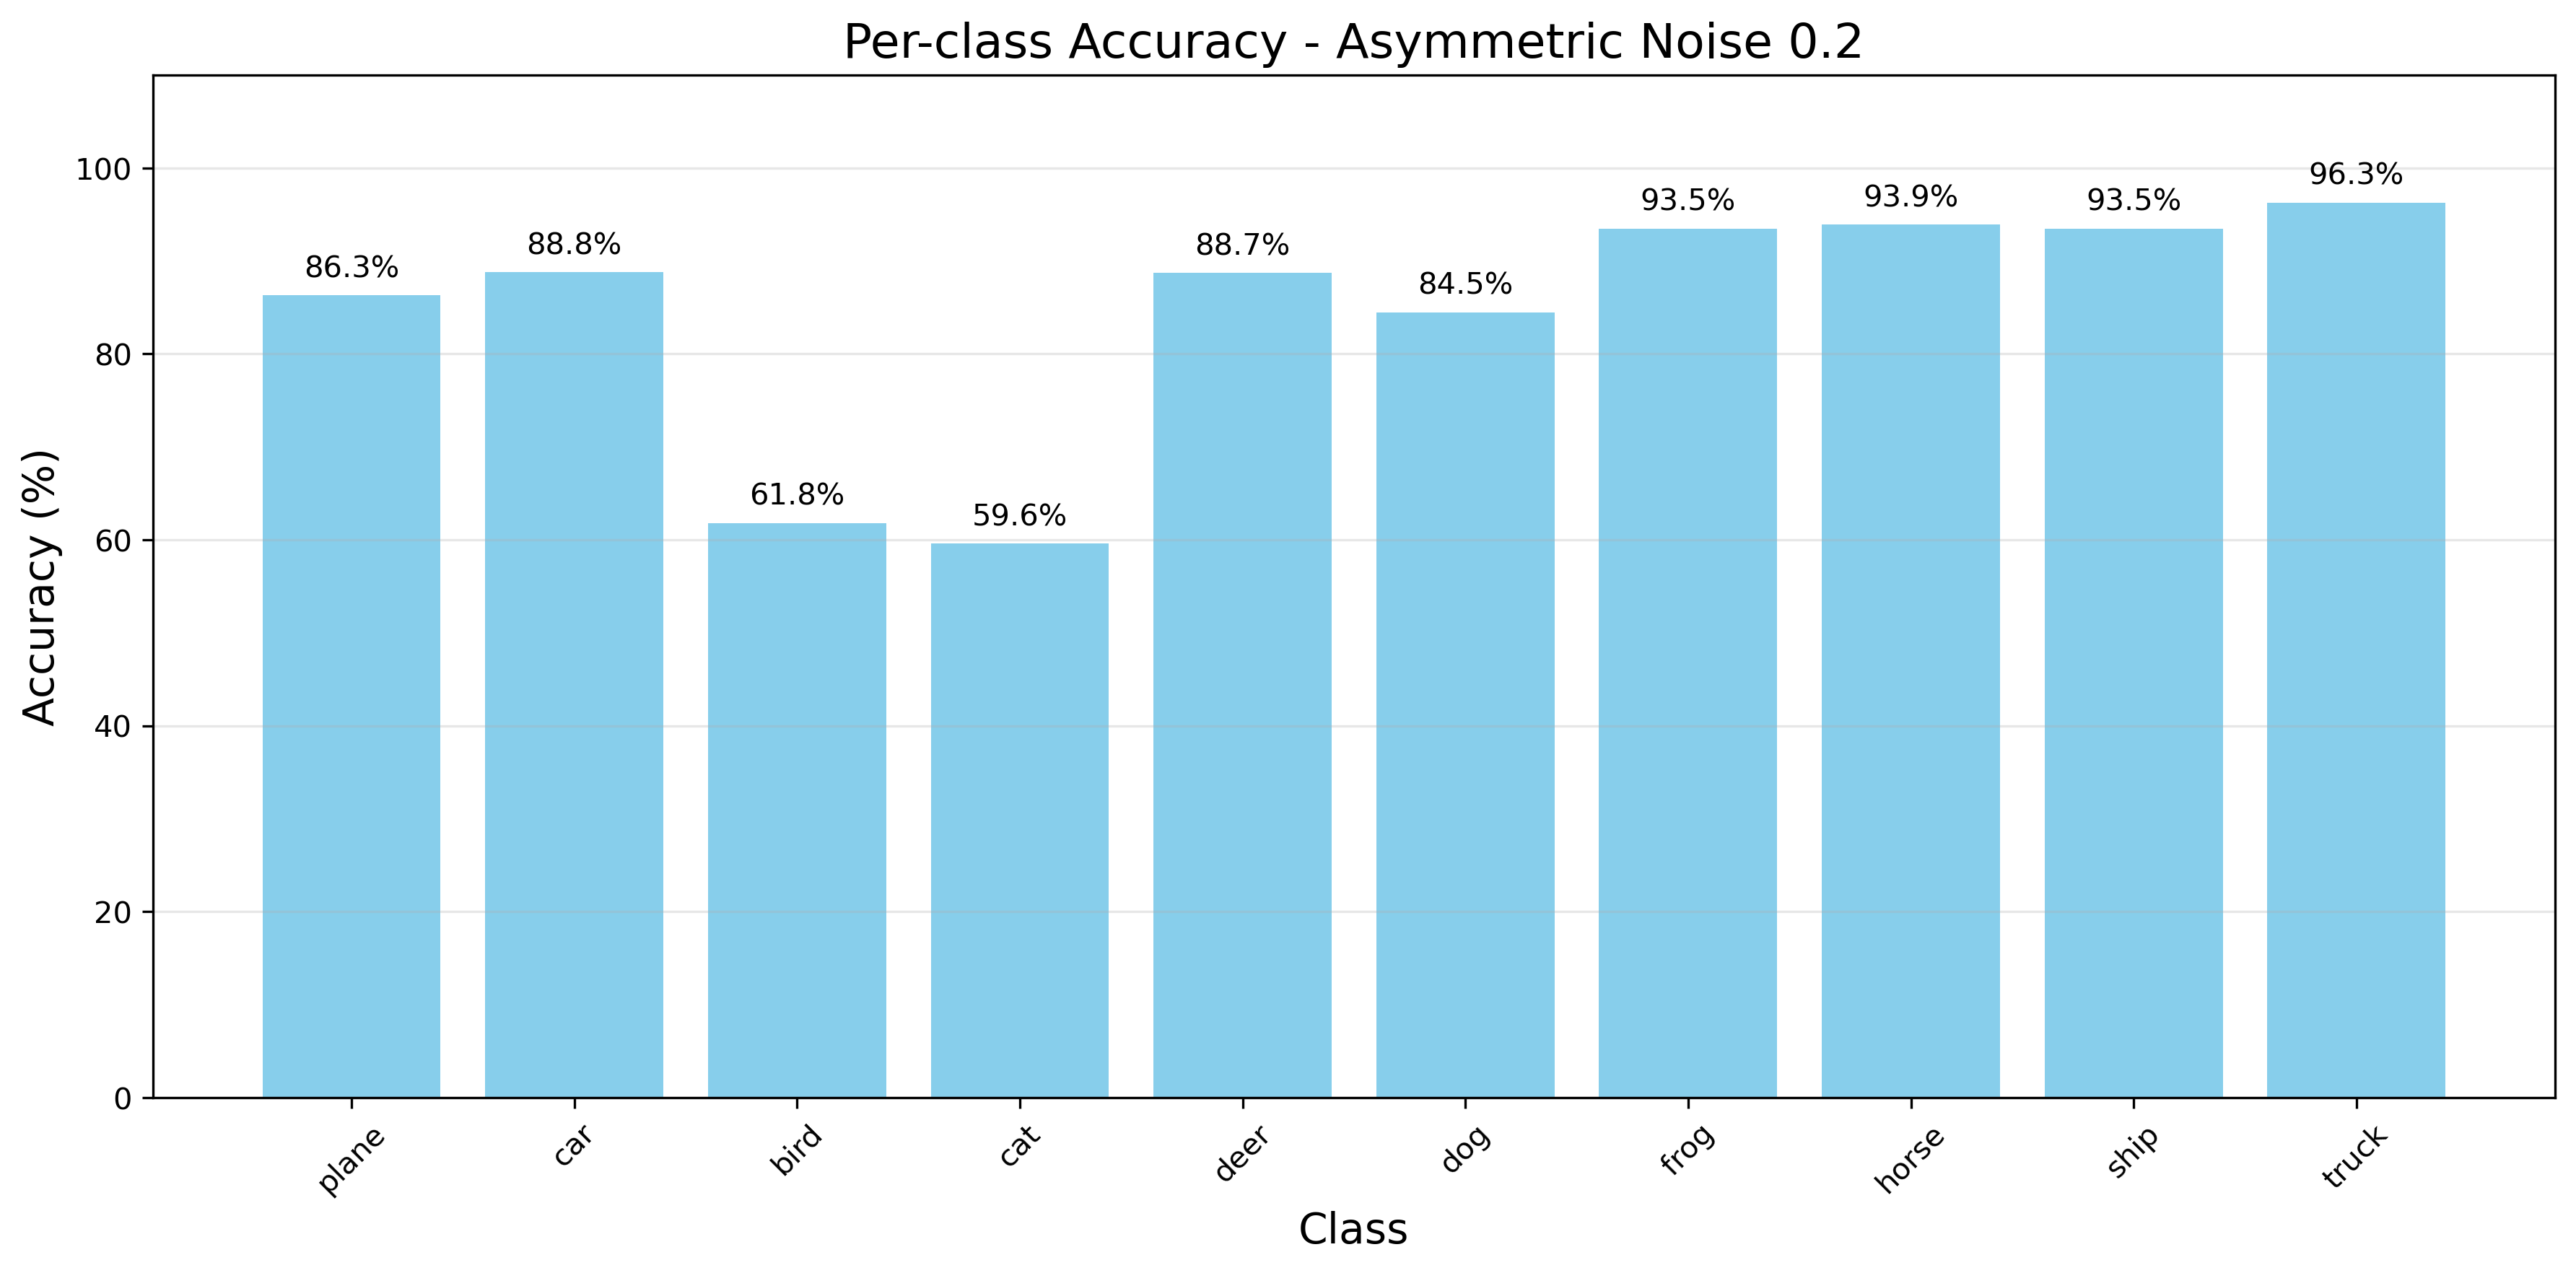 Per-class Accuracy - Asymmetric Noise 0.2
Accuracy (%)
100
80
60
40
20
0
86.3%
88.8%
61.8%
59.6%
88.7%
84.5%
93.5%
93.9%
93.5%
96.3%
plane
car
bird
cat
deer
dog
frog
horse
ship
truck
Class